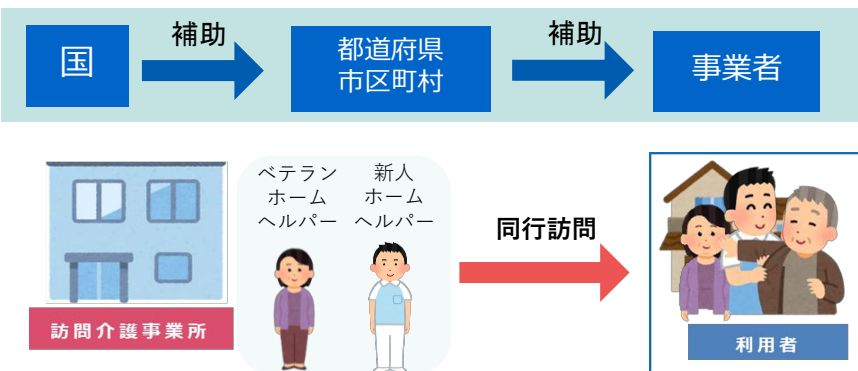 国
補助
都道府県
市区町村
補助
事業者
ベテラン
ホーム
ヘルパー
新人
ホーム
ヘルパー
同行訪問
訪問介護事業所
利用者